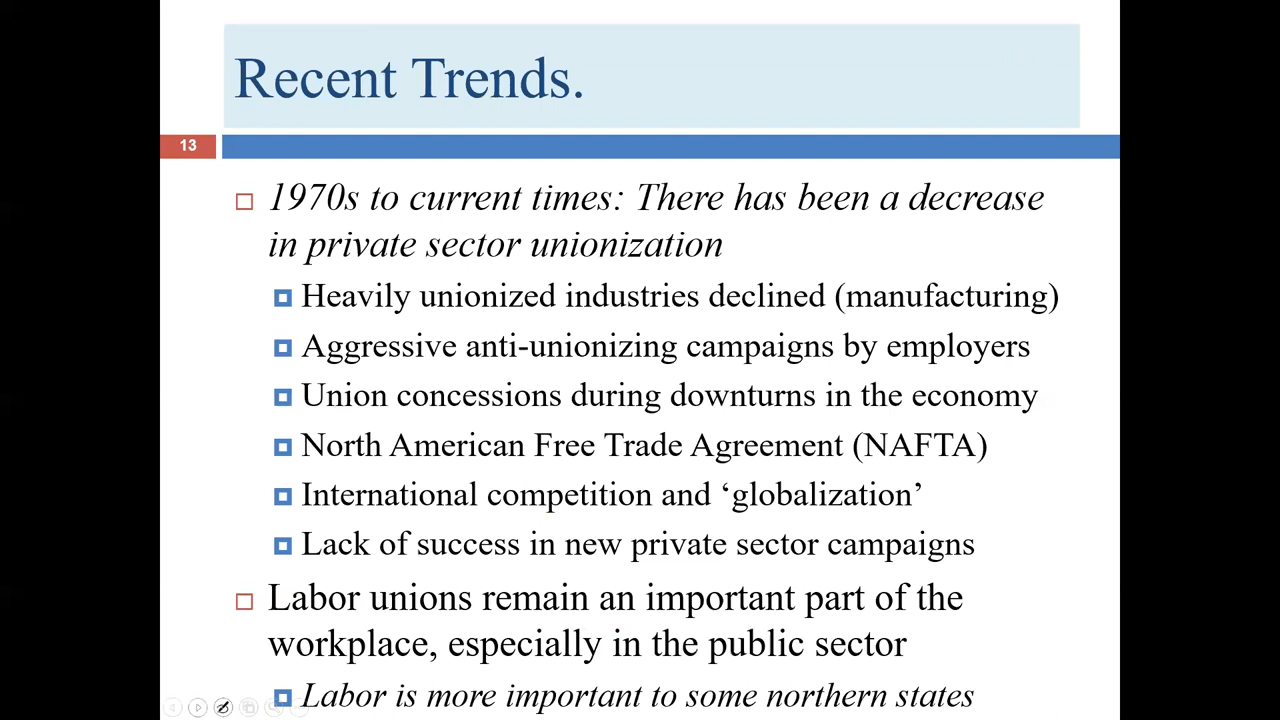 Recent Trends.
13
1970s to current times: There has been a decrease
in private sector unionization
Heavily unionized industries declined (manufacturing)
Aggressive anti-unionizing campaigns by employers
Union concessions during downturns in the economy
North American Free Trade Agreement (NAFTA)
International competition and ‘globalization’
Lack of success in new private sector campaigns
Labor unions remain an important part of the
workplace, especially in the public sector
Labor is more important to some northern states